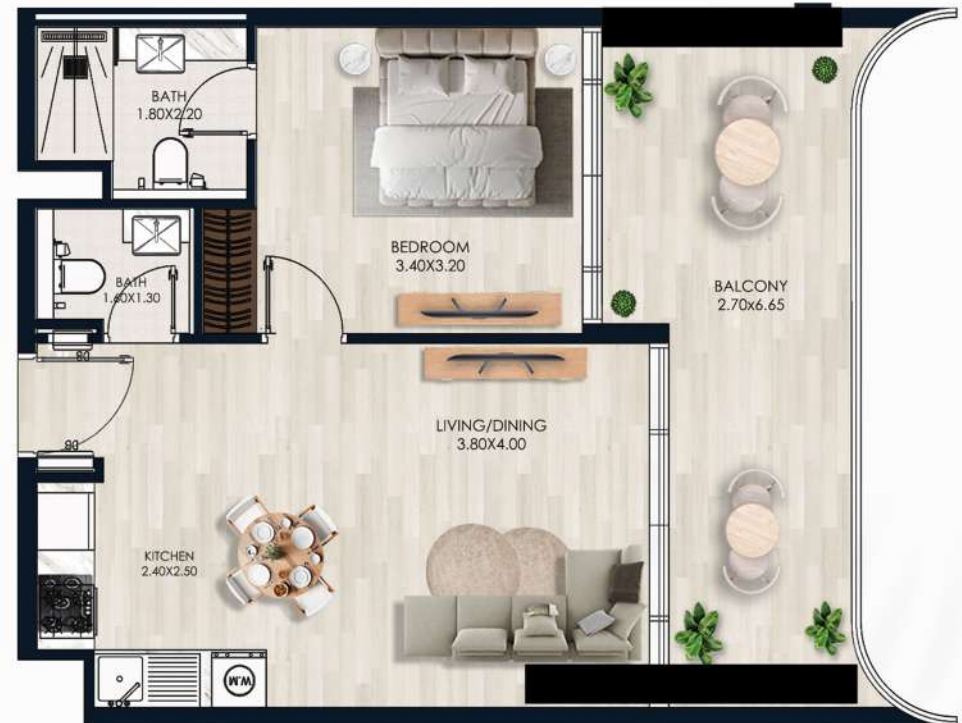 BATH
1.80X2.20
BEDROOM
3.40X3.20
BATH
1.60X1.30
BALCONY
2.70x6.65
80
LIVING/DINING
3.80X4.00
80
KITCHEN
2.40X2.50
W.M